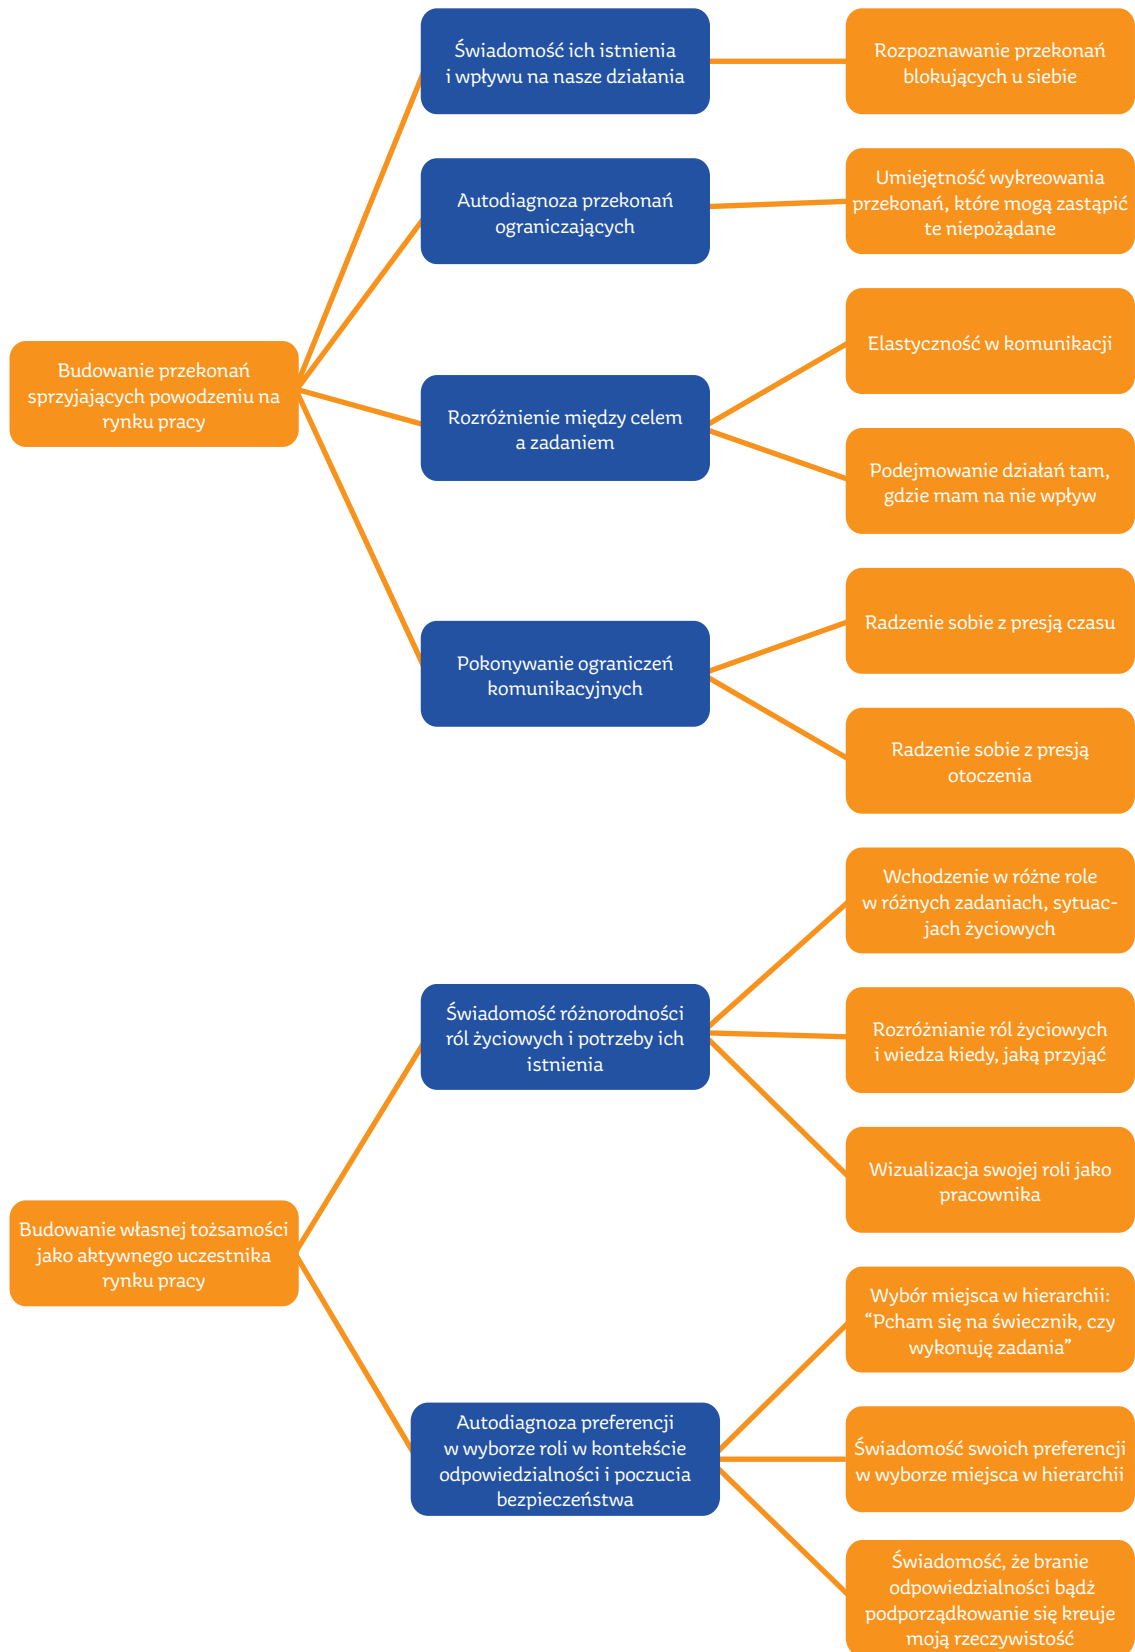 Świadomość ich istnienia
i wpływu na nasze działania
Rozpoznawanie przekonań
blokujących u siebie
Autodiagnoza przekonań
ograniczających
Umiejętność wykreowania
przekonań, które mogą zastąpić
te niepożądane
Budowanie przekonań
sprzyjających powodzeniu na
rynku pracy
Rozróżnienie między celem
a zadaniem
Elastyczność w komunikacji
Podejmowanie działań tam,
gdzie mam na nie wpływ
Pokonywanie ograniczeń
komunikacyjnych
Radzenie sobie z presją czasu
Radzenie sobie z presją
otoczenia
Wchodzenie w różne role
w różnych zadaniach, sytuac-
jach życiowych
Świadomość różnorodności
ról życiowych i potrzeby ich
istnienia
Rozróżnianie ról życiowych
i wiedza kiedy, jaką przyjąć
Wizualizacja swojej roli jako
pracownika
Budowanie własnej tożsamości
jako aktywnego uczestnika
rynku pracy
Wybór miejsca w hierarchii:
“Pcham się na świecznik, czy
wykonuję zadania”
Autodiagnoza preferencji
w wyborze roli w kontekście
odpowiedzialności i poczucia
bezpieczeństwa
Świadomość swoich preferencji
w wyborze miejsca w hierarchii
Świadomość, że branie
odpowiedzialności bądż
podporządkowanie się kreuje
moją rzeczywistość